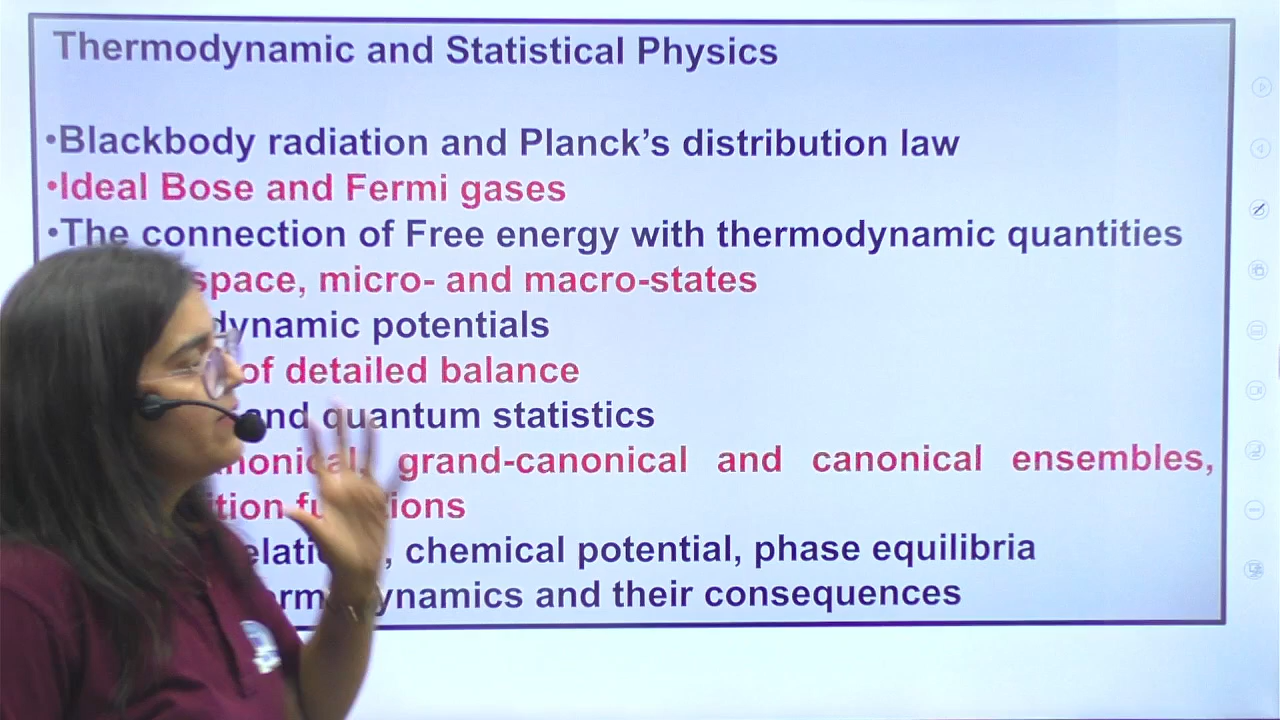 Thermodynamic and Statistical Physics
•Blackbody radiation and Planck's distribution law
•Ideal Bose and Fermi gases
•The connection of Free energy with thermodynamic quantities
space, micro- and macro-states
dynamic potentials
of detailed balance
and quantum statistics
grand-canonical and canonical ensembles,
chemical potential, phase equilibria
and their consequences